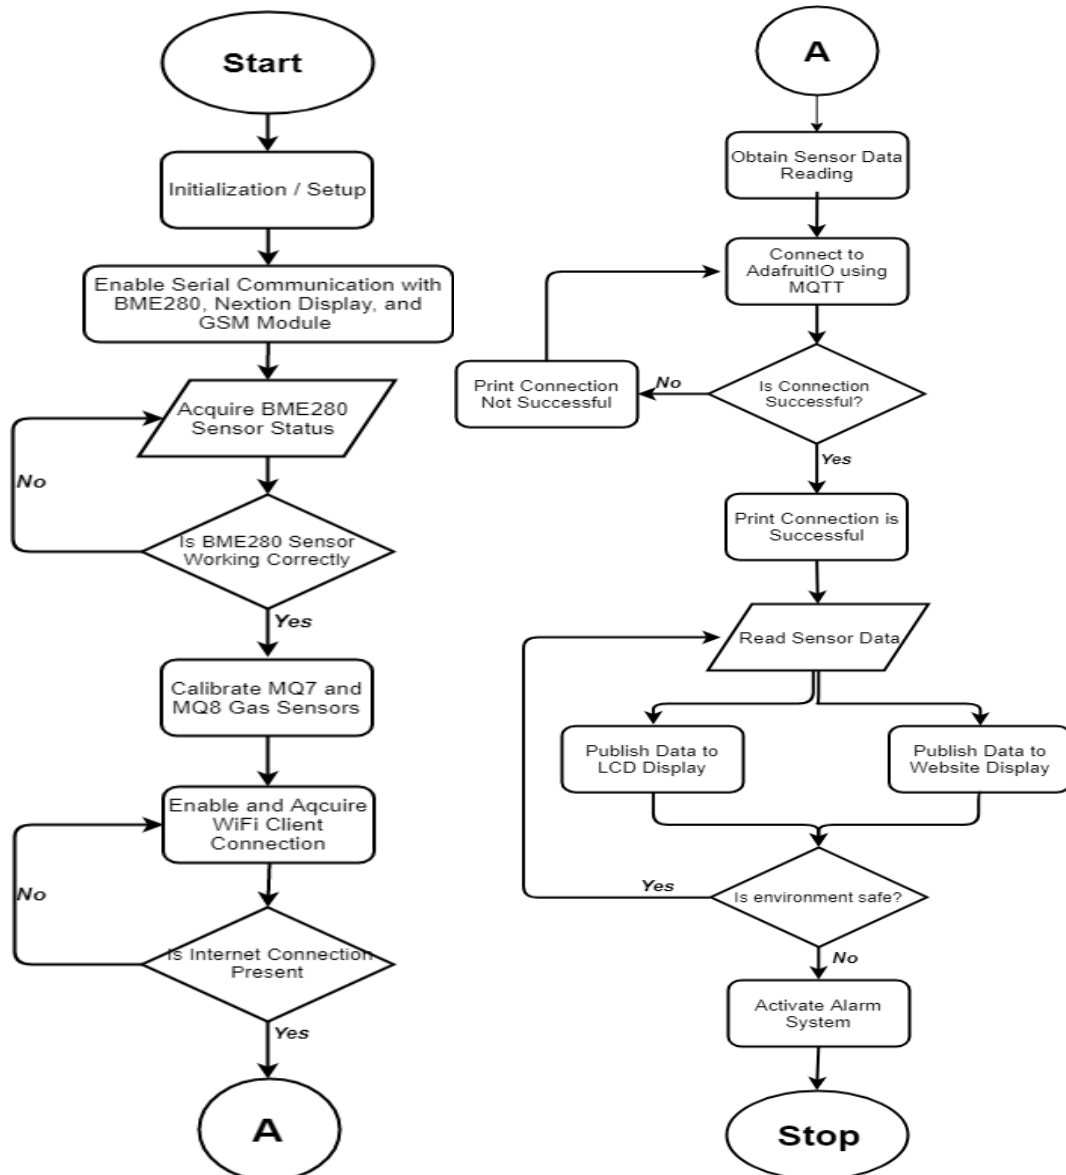 Start
Initialization / Setup
Enable Serial Communication with
BME280, Nextion Display, and
GSM Module
Acquire BME280
Sensor Status
No
Is BME280 Sensor
Working Correctly
Yes
Calibrate MQ7 and
MQ8 Gas Sensors
Enable and Aqcuire
WiFi Client
Connection
No
Is Internet Connection
Present
Yes
A
A
Obtain Sensor Data
Reading
Connect to
AdafruitIO using
MQTT
Print Connection
Not Successful
No
Is Connection
Successful?
Yes
Print Connection is
Successful
Read Sensor Data
Publish Data to
LCD Display
Publish Data to
Website Display
Yes
Is environment safe?
No
Activate Alarm
System
Stop